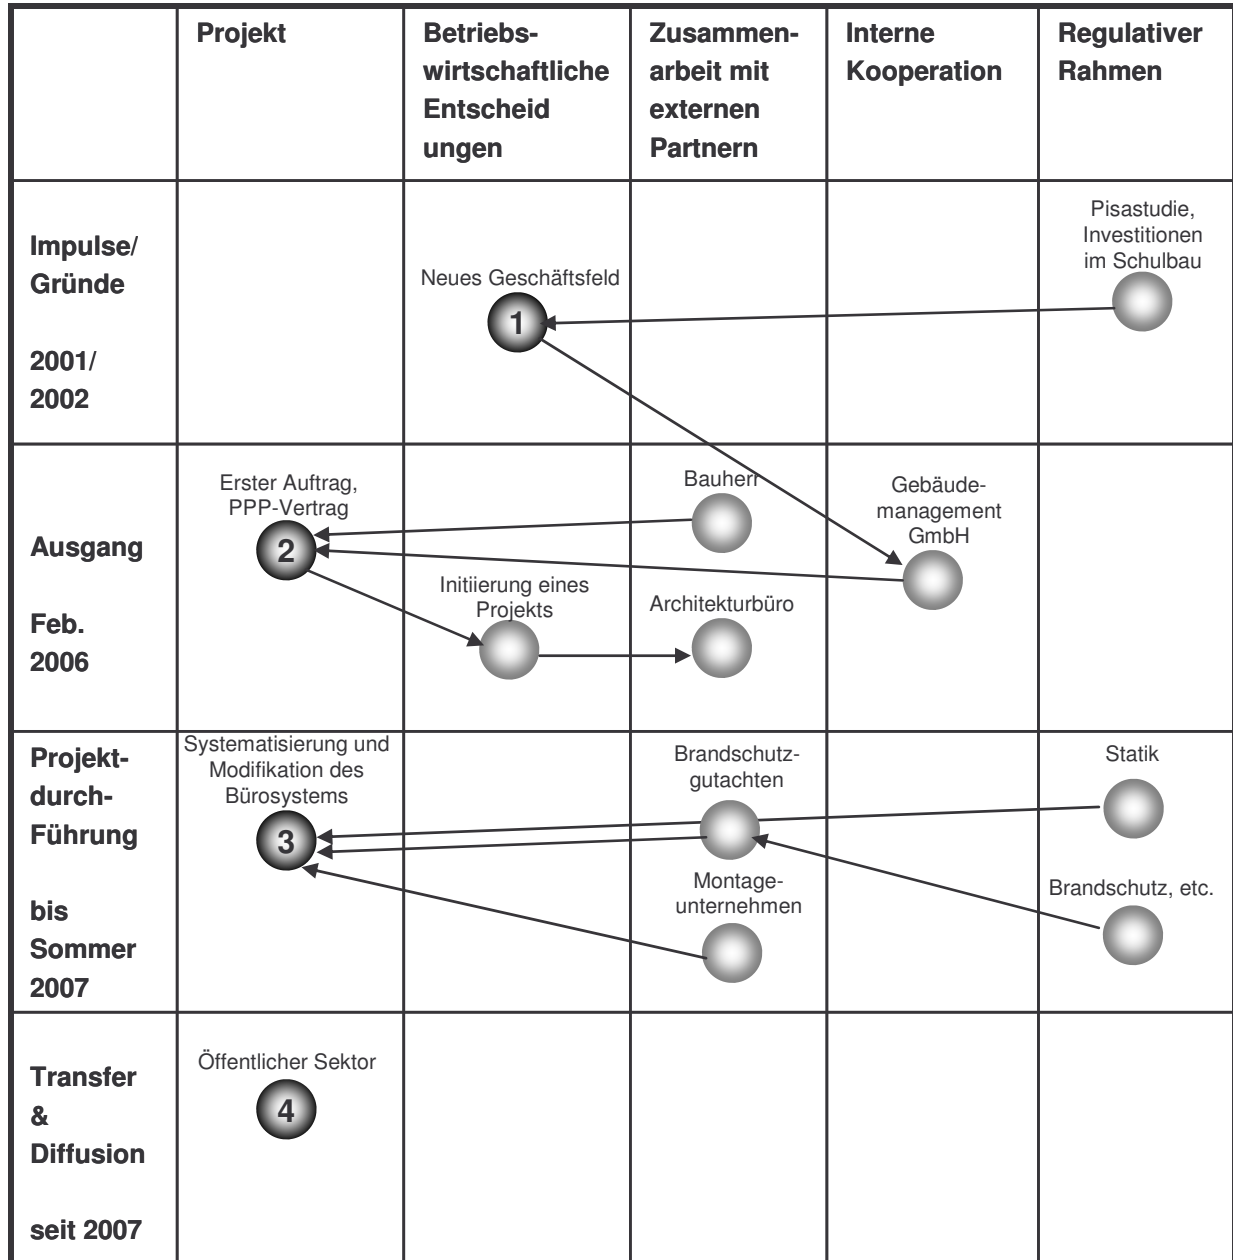 Projekt
Betriebs-
wirtschaftliche
Entscheid
ungen
Zusammen-
arbeit mit
externen
Partnern
Interne
Kooperation
Regulativer
Rahmen
Impulse/
Gründe
2001/
2002
Neues Geschäftsfeld
1
Pisastudie,
Investitionen
im Schulbau
Ausgang
Feb.
2006
Erster Auftrag,
PPP-Vertrag
2
Initiierung eines
Projekts
Bauherr
Architekturbüro
Gebäude-
management
GmbH
Projekt-
durch-
Führung
bis
Sommer
2007
Systematisierung und
Modifikation des
Bürosystems
3
Brandschutz-
gutachten
Montage-
unternehmen
Statik
Brandschutz, etc.
Transfer
&
Diffusion
seit 2007
Öffentlicher Sektor
4